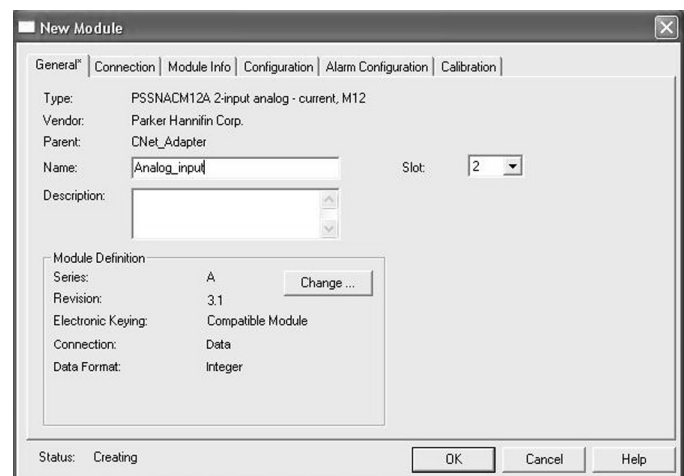 New Module
General* Connection Module Info Configuration Alarm Configuration Calibration
Type: PSSNACM12A 2-input analog - current, M12
Vendor: Parker Hannifin Corp.
Parent: CNet_Adapter
Name: Analog_input Slot: 2
Description:
Module Definition
Series: A Change ...
Revision: 3.1
Electronic Keying: Compatible Module
Connection: Data
Data Format: Integer
Status: Creating OK Cancel Help